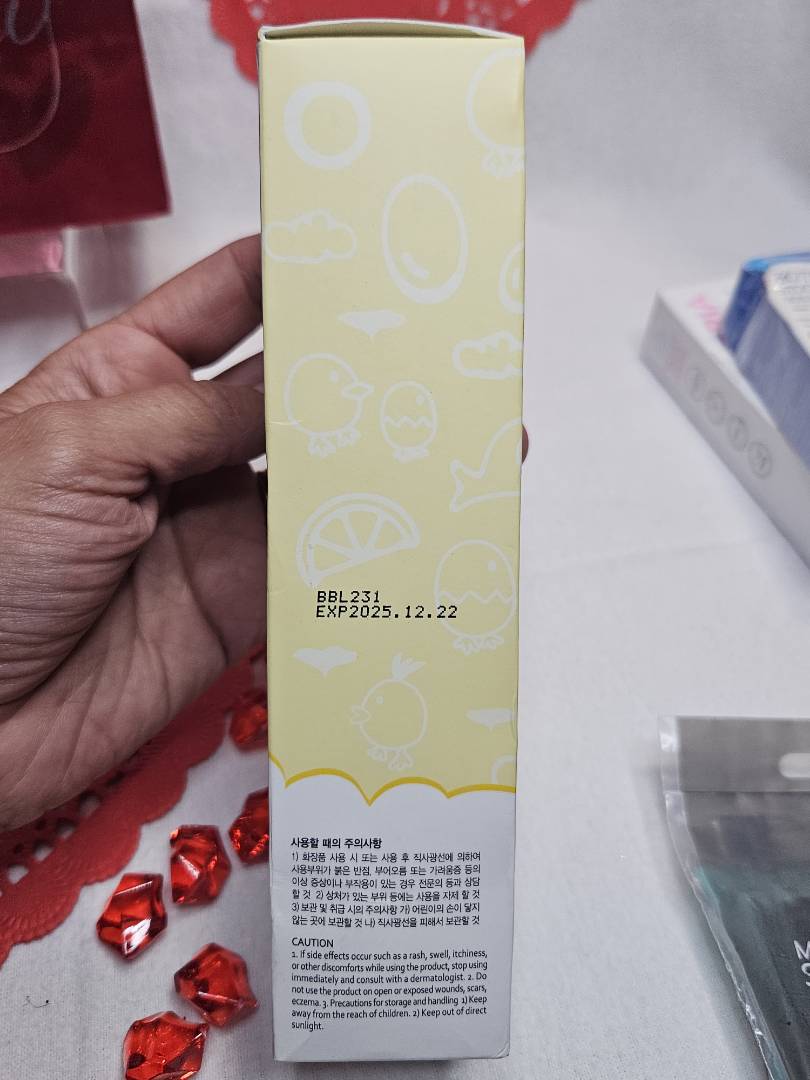 BBL231
EXP2025.12.22
사용할 때의 주의사항
1) 화장품 사용 시 또는 사용 후 직사광선에 의하여
사용부위가 붉은 반점, 부어오름 또는 가려움증 등의
이상 증상이나 부작용이 있는 경우 전문의 등과 상담
할 것 2) 상처가 있는 부위 등에는 사용을 자제 할 것
3) 보관 및 취급 시의 주의사항 가) 어린이의 손이 닿지
않는 곳에 보관할 것 나) 직사광선을 피해서 보관할 것
CAUTION
1. If side effects occur such as a rash, swell, itchiness,
or other discomforts while using the product, stop using
immediately and consult with a dermatologist. 2. Do
not use the product on open or exposed wounds, scars,
eczema. 3. Precautions for storage and handling 1) Keep
away from the reach of children. 2) Keep out of direct
sunlight.